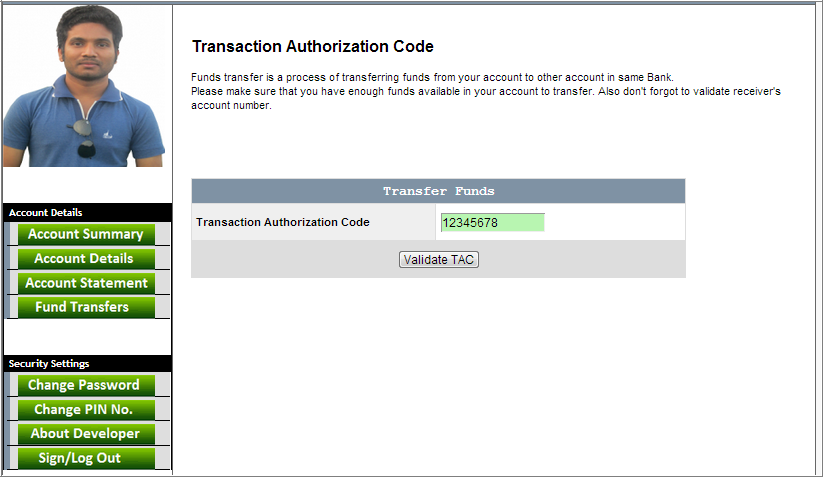 Transaction Authorization Code
Funds transfer is a process of transferring funds from your account to other account in same Bank.
Please make sure that you have enough funds available in your account to transfer. Also don't forgot to validate receiver's
account number.
Transfer Funds
Transaction Authorization Code 12345678
Validate TAC
Account Details
Account Summary
Account Details
Account Statement
Fund Transfers
Security Settings
Change Password
Change PIN No.
About Developer
Sign/Log Out